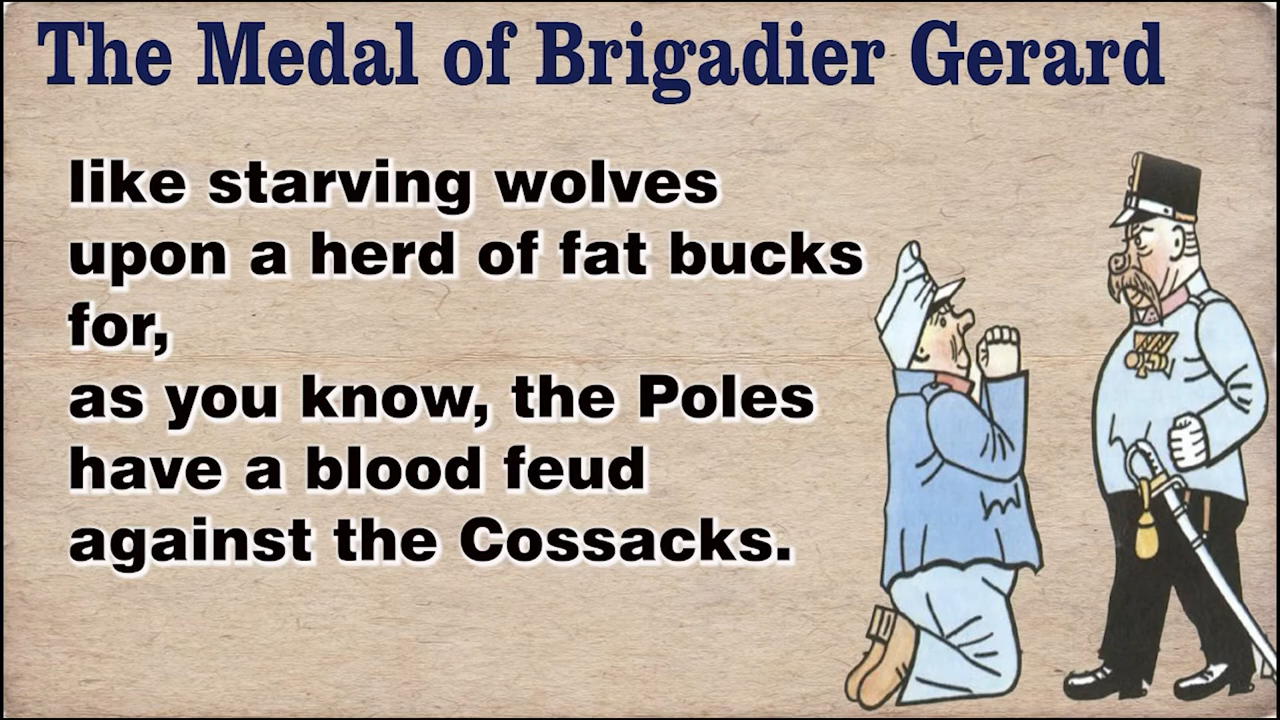 The Medal of Brigadier Gerard
like starving wolves
upon a herd of fat bucks
for,
as you know, the Poles
have a blood feud
against the Cossacks.